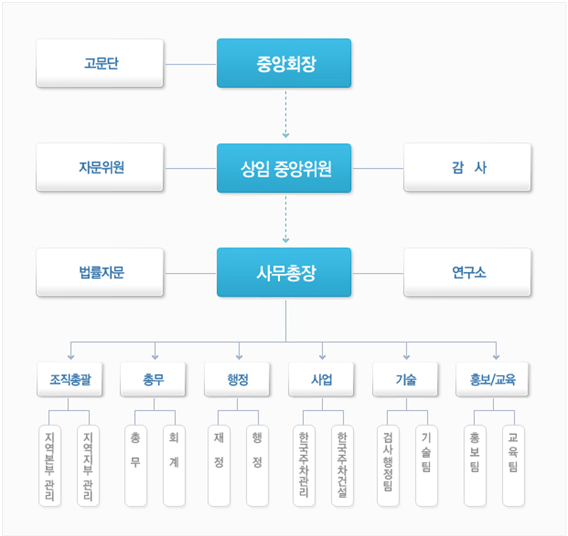 고문단
중앙회장
자문위원
상임 중앙위원
감 사
법률자문
사무총장
연구소
조직총괄
총무
행정
사업
기술
홍보/교육
지역본부 관리
지역지부 관리
총 무
회 계
재 정
행 정
한국주차관리
한국주차건설
검사행정팀
기술팀
홍보팀
교육팀